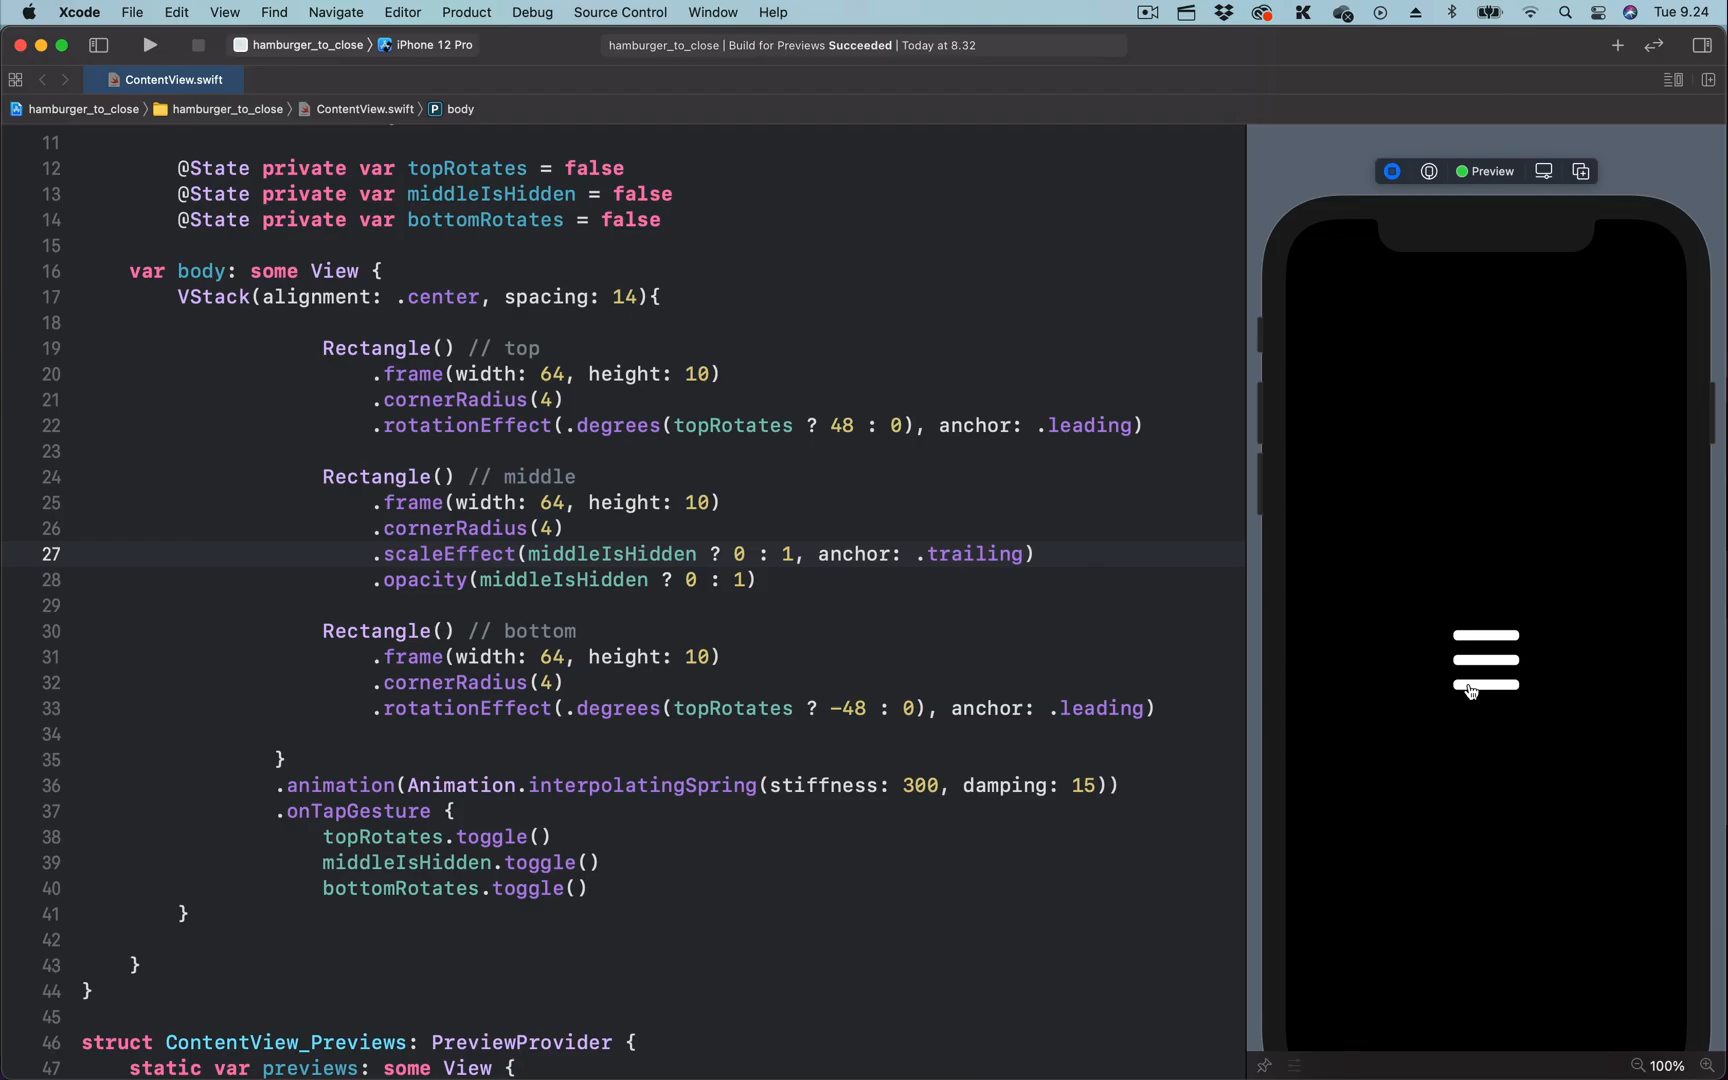 Xcode File Edit View Find Navigate Editor Product Debug Source Control Window Help Tue 9.24
hamburger_to_close 〉 iPhone 12 Pro hamburger_to_close | Build for Previews Succeeded | Today at 8.32
ContentView.swift
hamburger_to_close 〉 hamburger_to_close 〉 ContentView.swift 〉 P body
Preview
11
12 @State private var topRotates = false
13 @State private var middleIsHidden = false
14 @State private var bottomRotates = false
15
16 var body: some View {
17 VStack(alignment: .center, spacing: 14){
18
19 Rectangle() // top
20 .frame(width: 64, height: 10)
21 .cornerRadius(4)
22 .rotationEffect(.degrees(topRotates ? 48 : 0), anchor: .leading)
23
24 Rectangle() // middle
25 .frame(width: 64, height: 10)
26 .cornerRadius(4)
27 .scaleEffect(middleIsHidden ? 0 : 1, anchor: .trailing)
28 .opacity(middleIsHidden ? 0 : 1)
29
30 Rectangle() // bottom
31 .frame(width: 64, height: 10)
32 .cornerRadius(4)
33 .rotationEffect(.degrees(topRotates ? -48 : 0), anchor: .leading)
34
35 }
36 .animation(Animation.interpolatingSpring(stiffness: 300, damping: 15))
37 .onTapGesture {
38 topRotates.toggle()
39 middleIsHidden.toggle()
40 bottomRotates.toggle()
41 }
42
43 }
44 }
45
46 struct ContentView_Previews: PreviewProvider {
47 static var previews: some View {
100%